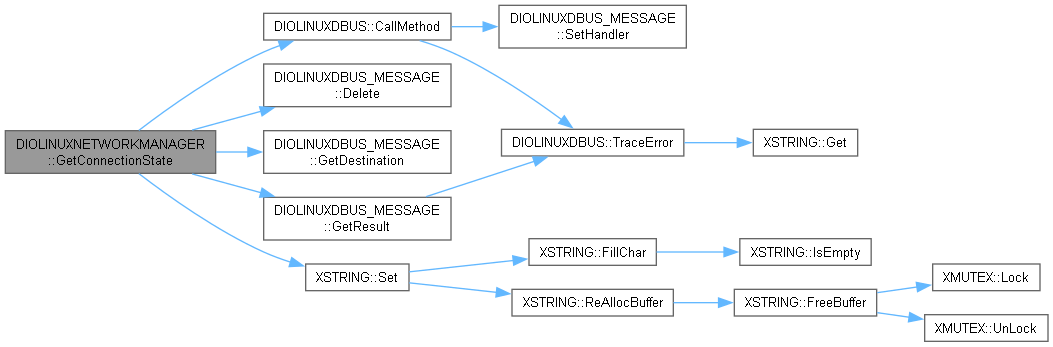 DIOLINUXNETWORKMANAGER
::GetConnectionState
DIOLINUXDBUS::CallMethod
DIOLINUXDBUS_MESSAGE
::SetHandler
DIOLINUXDBUS_MESSAGE
::Delete
DIOLINUXDBUS_MESSAGE
::GetDestination
DIOLINUXDBUS_MESSAGE
::GetResult
DIOLINUXDBUS::TraceError
XSTRING::Get
XSTRING::Set
XSTRING::FillChar
XSTRING::IsEmpty
XSTRING::ReAllocBuffer
XSTRING::FreeBuffer
XMUTEX::Lock
XMUTEX::UnLock